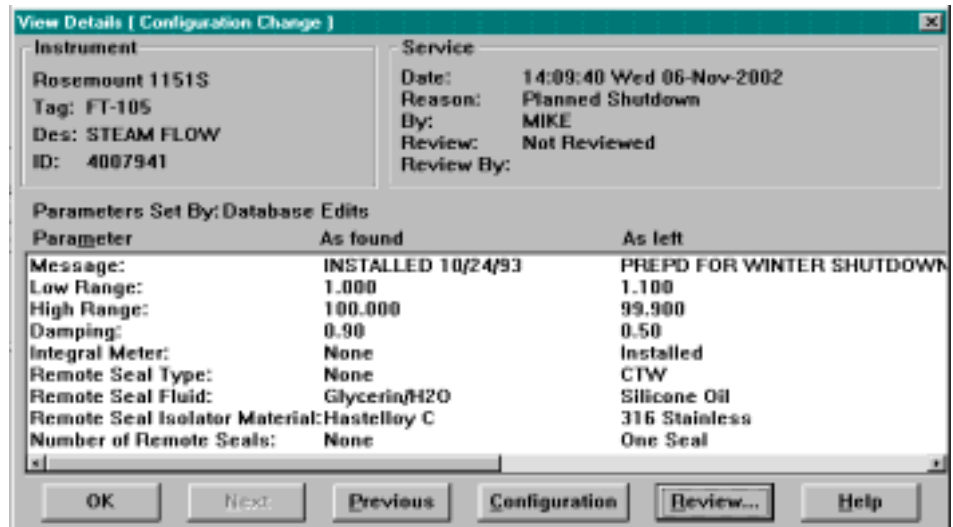 View Details [ Configuration Change ]
Instrument
Rosemount 1151S
Tag: FT-105
Des: STEAM FLOW
ID: 4007941
Service
Date: 14:09:40 Wed 06-Nov-2002
Reason: Planned Shutdown
By: MIKE
Review: Not Reviewed
Review By:
Parameters Set By: Database Edits
Parameter As found As left
Message: INSTALLED 10/24/93 PREPD FOR WINTER SHUTDOWN
Low Range: 1.000 1.100
High Range: 100.000 99.900
Damping: 0.90 0.50
Integral Meter: None Installed
Remote Seal Type: None CTW
Remote Seal Fluid: Glycerin/H2O Silicone Oil
Remote Seal Isolator Material: Hastelloy C 316 Stainless
Number of Remote Seals: None One Seal
OK Next Previous Configuration Review... Help